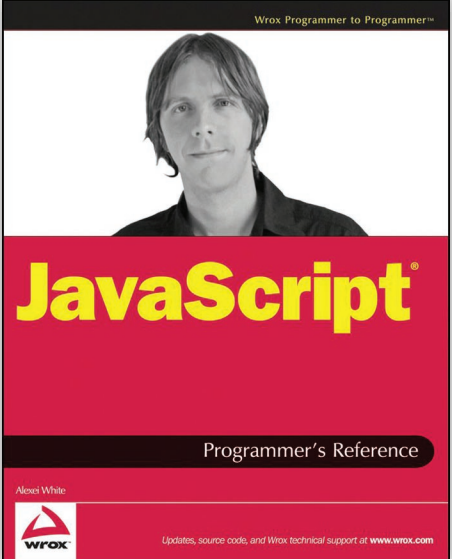 Wrox Programmer to Programmer™
JavaScript®
Programmer's Reference
Alexei White
wrox™
Updates, source code, and Wrox technical support at www.wrox.com